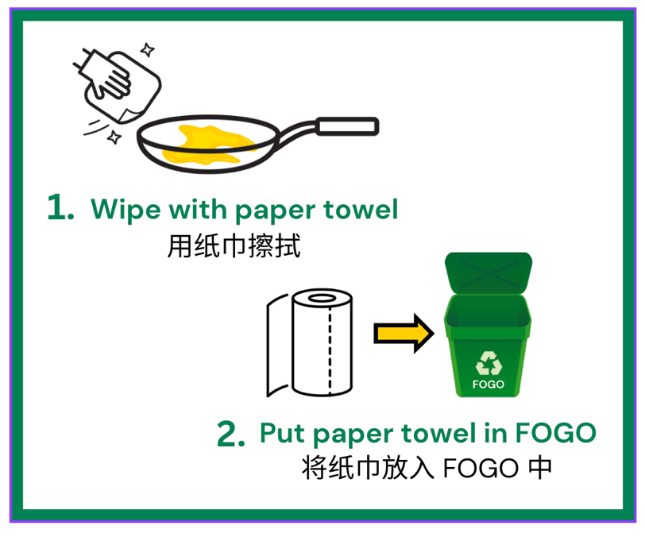 1. Wipe with paper towel
用纸巾擦拭
FOGO
2. Put paper towel in FOGO
将纸巾放入 FOGO 中